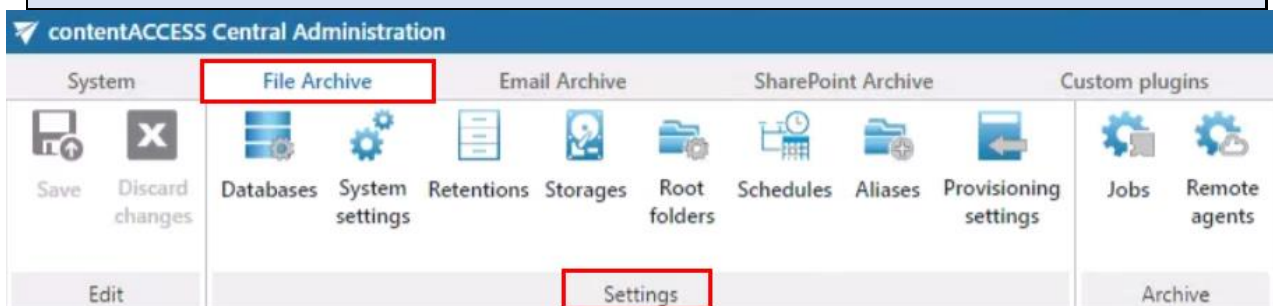 contentACCESS Central Administration
System File Archive Email Archive SharePoint Archive Custom plugins
Save Discard changes Databases System settings Retentions Storages Root folders Schedules Aliases Provisioning settings Jobs Remote agents
Edit Settings Archive